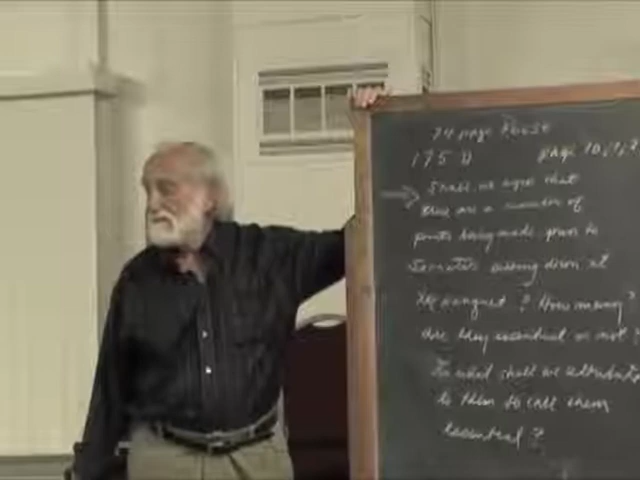 74 page Rouse
175 D page 10,
Shall we agree that
there are a number of
points being made prior to
Socrates sitting down at
the banquet? How many?
Are they essential or not?
To what shall we attribute
to them to call them
essential?